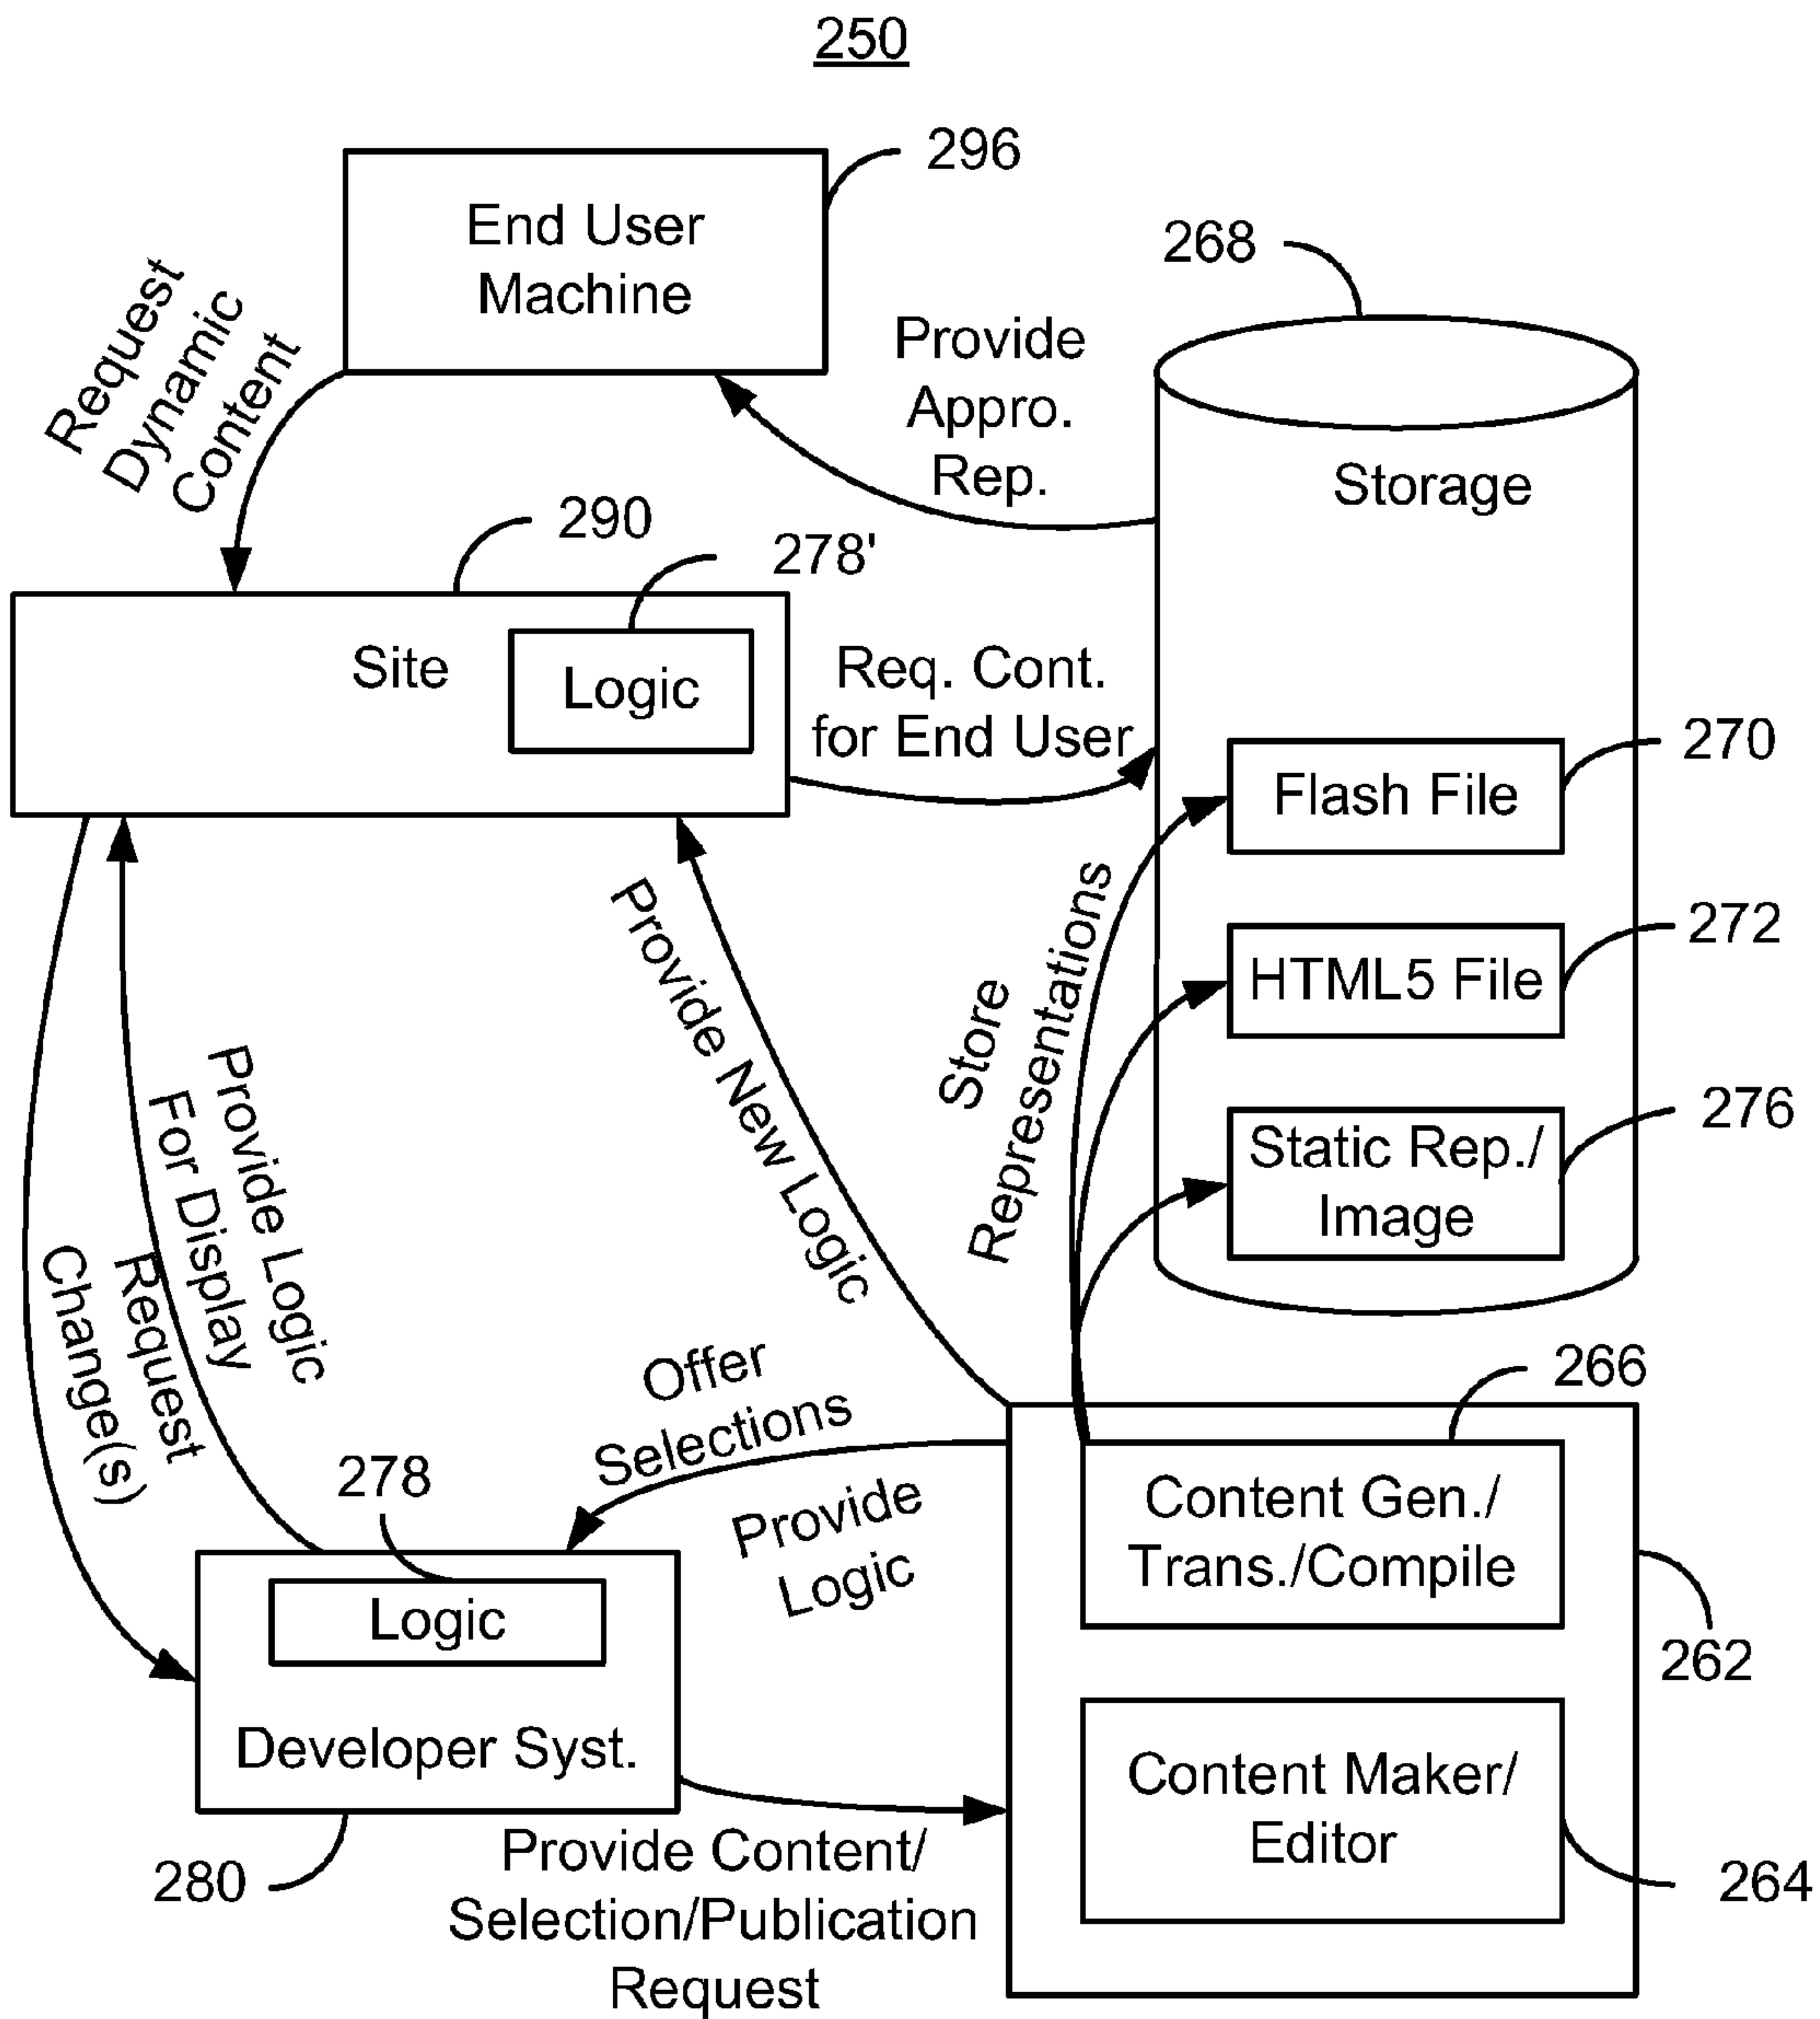 250
296
End User
Machine
268
Request
Dynamic
Content
Provide
Appro.
Rep.
Storage
290
278'
Site
Logic
Req. Cont.
for End User
270
Flash File
272
HTML5 File
Store
Representations
Provide New Logic
276
Static Rep./
Image
Provide Logic
For Display
Request
Change(s)
Offer
Selections
266
278
Provide
Logic
Content Gen./
Trans./Compile
Logic
262
Developer Syst.
Content Maker/
Editor
280
Provide Content/
Selection/Publication
Request
264